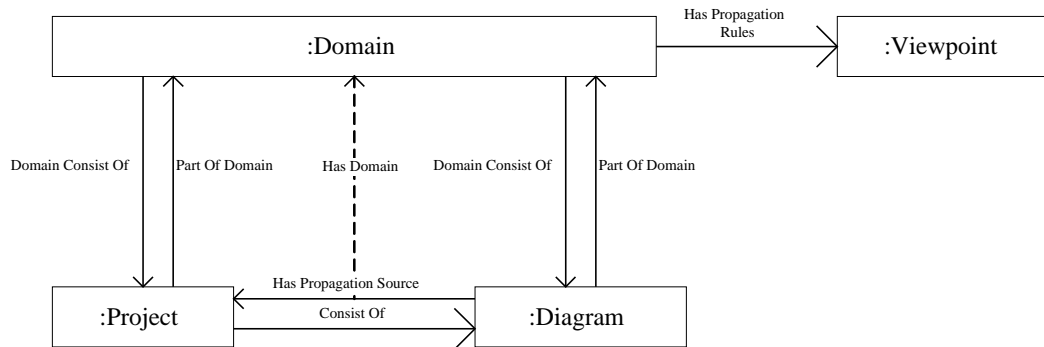 Has Propagation
Rules
:Domain
:Viewpoint
Domain Consist Of
Part Of Domain
Has Domain
Domain Consist Of
Part Of Domain
Has Propagation Source
:Project
Consist Of
:Diagram